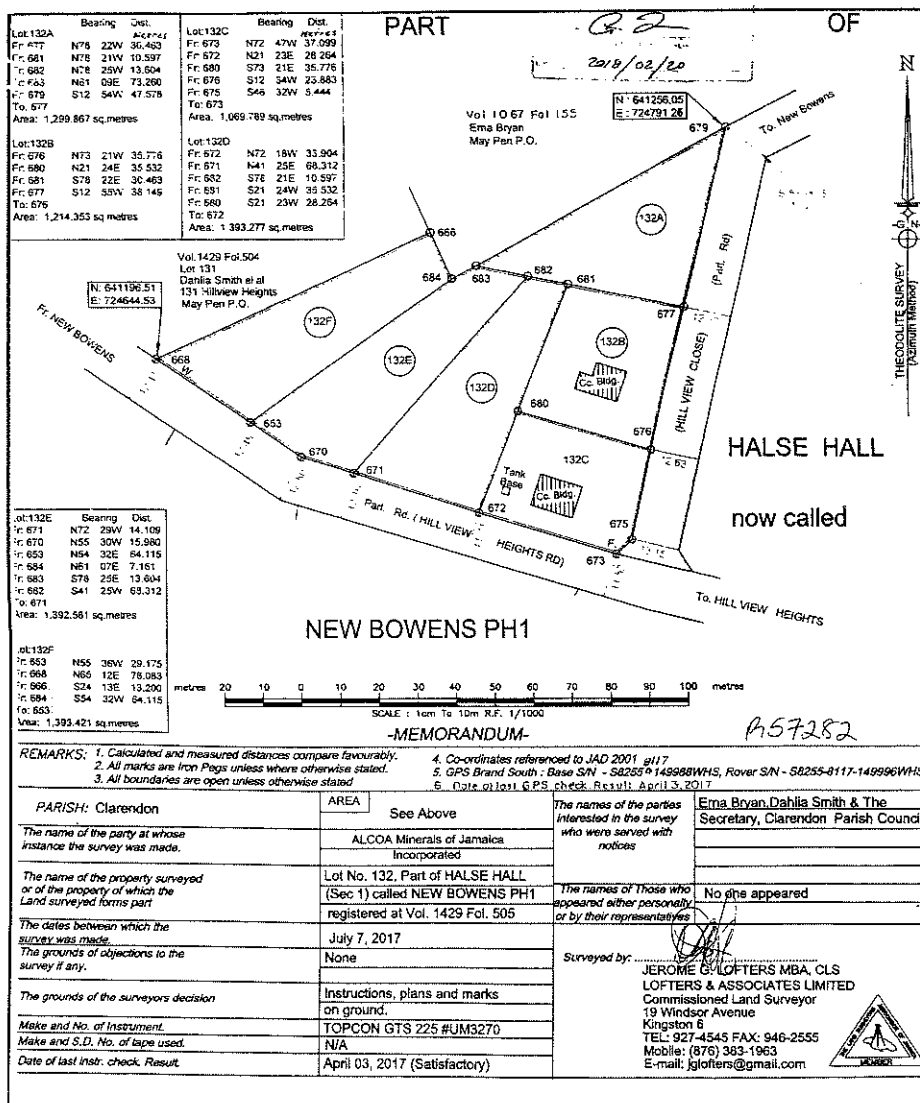 PART
OF
2018/02/20
Lot:132A Bearing Dist.
Metres
Fr: 677 N78 22W 30.463
Fr: 681 N78 21W 10.597
Fr: 682 N78 25W 13.604
Fr: 683 N61 09E 73.260
Fr: 679 S12 54W 47.578
To: 677
Area: 1,299.867 sq.metres
Lot:132B
Fr: 676 N73 21W 35.776
Fr: 680 N21 24E 35.532
Fr: 681 S78 22E 30.463
Fr: 677 S12 55W 38.145
To: 676
Area: 1,214.353 sq.metres
Lot:132C Bearing Dist.
Metres
Fr: 673 N72 47W 37.099
Fr: 672 N21 23E 28.264
Fr: 680 S73 21E 35.776
Fr: 676 S12 54W 23.883
Fr: 675 S46 32W 5.444
To: 673
Area: 1,069.789 sq.metres
Lot:132D
Fr: 672 N72 18W 33.904
Fr: 671 N41 25E 68.312
Fr: 682 S78 21E 10.597
Fr: 681 S21 24W 35.532
Fr: 680 S21 23W 28.264
To: 672
Area: 1 393.277 sq.metres
Vol 1067 Fol 155
Ema Bryan
May Pen P.O.
N : 641256.05
E : 724791.26
679
To. New Bowens
N
132A
(Part. Rd)
666
Vol.1429 Fol.504
Lot 131
Dahlia Smith et al
131 Hillview Heights
May Pen P.O.
684
683
682
681
677
N: 641196.51
E: 724644.53
Fr. NEW BOWENS
668
132F
132E
132D
132B
Cc. Bldg.
(HILL VIEW CLOSE)
THEODOLITE SURVEY
(Azimuth Method)
G N
653
670
671
680
676
12.63
132C
Tank
Base
Cc. Bldg.
672
675
673
Part. Rd. ( HILL VIEW HEIGHTS RD)
To. HILL VIEW HEIGHTS
HALSE HALL
now called
NEW BOWENS PH1
Lot:132E Bearing Dist.
Fr: 671 N72 29W 14.109
Fr: 670 N55 30W 15.980
Fr: 653 N54 32E 64.115
Fr: 684 N61 07E 7.161
Fr: 683 S78 25E 13.604
Fr: 682 S41 25W 68.312
To: 671
Area: 1,392.561 sq.metres
Lot:132F
Fr: 653 N55 36W 29.175
Fr: 668 N65 12E 78.083
Fr: 666 S24 13E 13.200
Fr: 684 S54 32W 64.115
To: 653
Area: 1,393.421 sq.metres
metres 20 10 0 10 20 30 40 50 60 70 80 90 100 metres
SCALE : 1cm To 10m R.F. 1/1000
-MEMORANDUM-
R57282
REMARKS: 1. Calculated and measured distances compare favourably.
2. All marks are Iron Pegs unless where otherwise stated.
3. All boundaries are open unless otherwise stated
4. Co-ordinates referenced to JAD 2001
5. GPS Brand South : Base S/N - 149988WHS, Rover S/N - S8255-8117-149996WHS
6. Date of last GPS check. Result: April 3, 2017
PARISH: Clarendon
AREA
See Above
The name of the party at whose
instance the survey was made.
ALCOA Minerals of Jamaica
Incorporated
The name of the property surveyed
or of the property of which the
Land surveyed forms part
Lot No. 132, Part of HALSE HALL
(Sec 1) called NEW BOWENS PH1
registered at Vol. 1429 Fol. 505
The dates between which the
survey was made.
July 7, 2017
The grounds of objections to the
survey if any.
None
The grounds of the surveyors decision
Instructions, plans and marks
on ground.
Make and No. of Instrument.
TOPCON GTS 225 #UM3270
Make and S.D. No. of tape used.
N/A
Date of last Instr. check. Result
April 03, 2017 (Satisfactory)
The names of the parties
interested in the survey
who were served with
notices
Ema Bryan,Dahlia Smith & The
Secretary, Clarendon Parish Council
The names of Those who
appeared either personally
or by their representatives
No one appeared
Surveyed by:
JEROME G. LOFTERS MBA, CLS
LOFTERS & ASSOCIATES LIMITED
Commissioned Land Surveyor
19 Windsor Avenue
Kingston 6
TEL: 927-4545 FAX: 946-2555
Mobile: (876) 383-1963
E-mail: jglofters@gmail.com
MEMBER